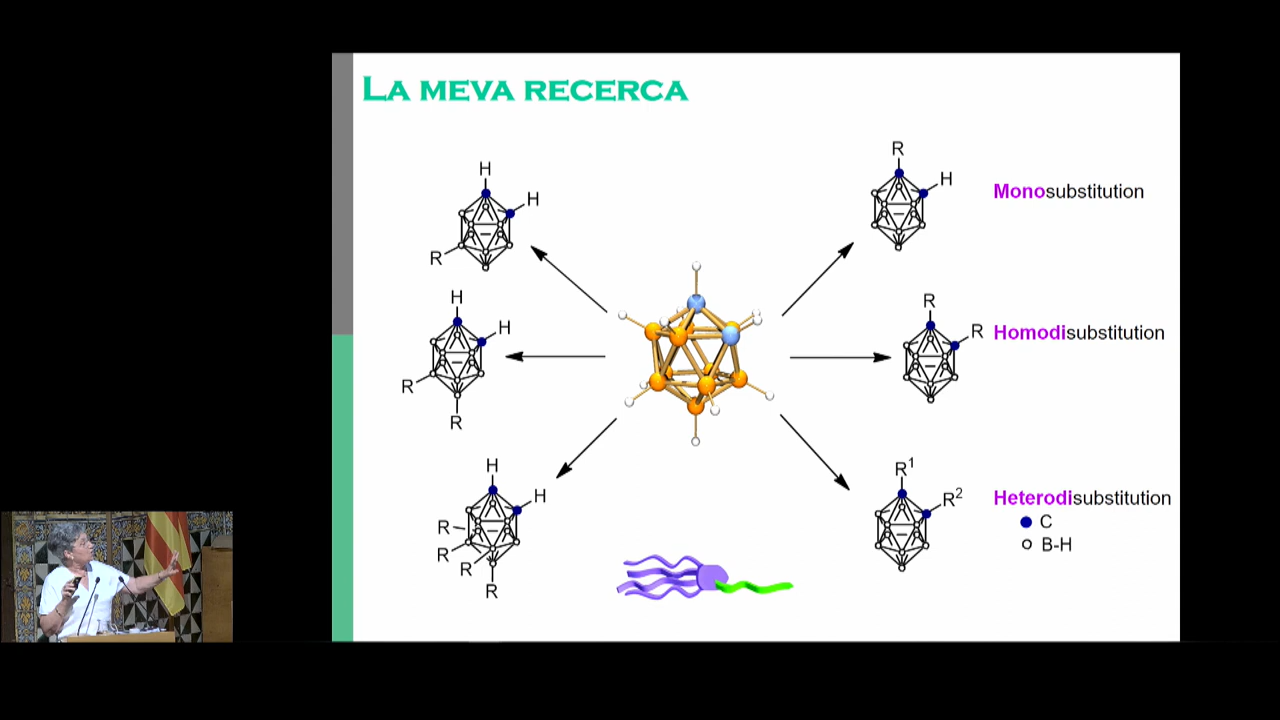 La meva recerca
H
H
R
R
H
Monosubstitution
H
H
R
R
R
R
Homodisubstitution
H
H
R
R
R
R
R¹
R²
Heterodisubstitution
C
B-H